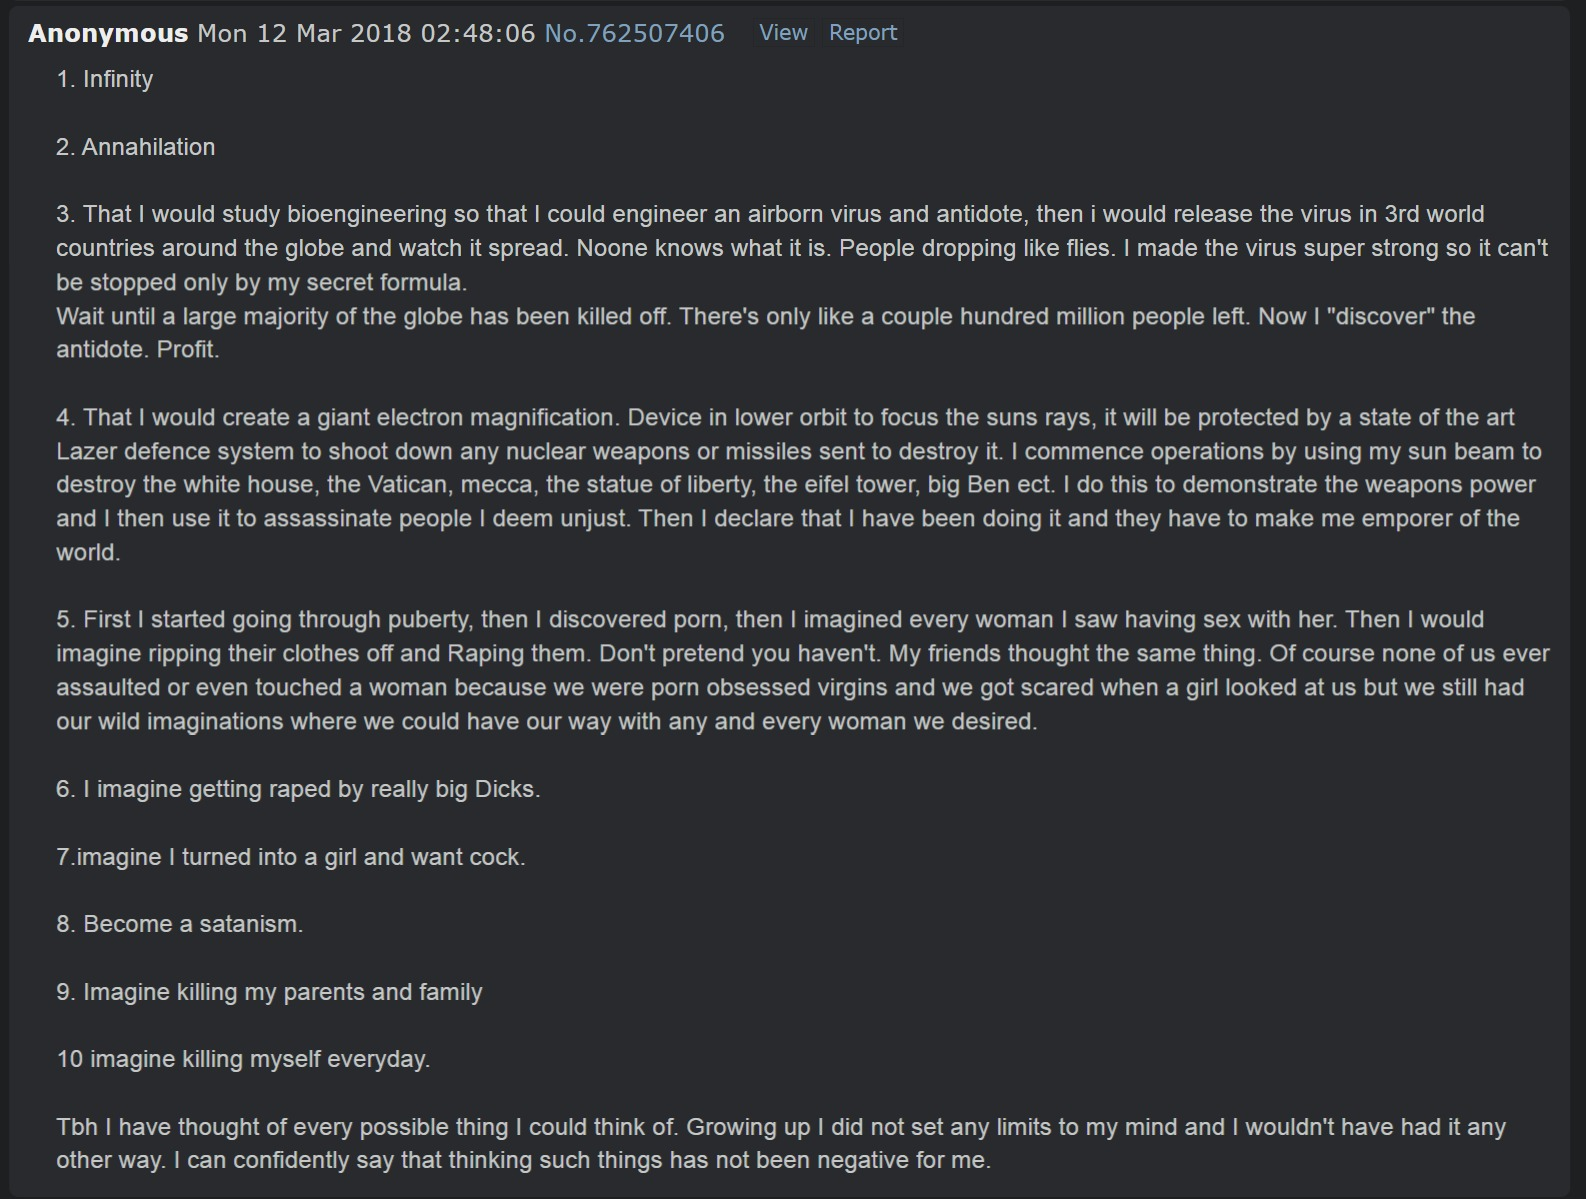 Anonymous Mon 12 Mar 2018 02:48:06 No.762507406 View Report
1. Infinity
2. Annahilation
3. That I would study bioengineering so that I could engineer an airborn virus and antidote, then i would release the virus in 3rd world
countries around the globe and watch it spread. Noone knows what it is. People dropping like flies. I made the virus super strong so it can't
be stopped only by my secret formula.
Wait until a large majority of the globe has been killed off. There's only like a couple hundred million people left. Now I "discover" the
antidote. Profit.
4. That I would create a giant electron magnification. Device in lower orbit to focus the suns rays, it will be protected by a state of the art
Lazer defence system to shoot down any nuclear weapons or missiles sent to destroy it. I commence operations by using my sun beam to
destroy the white house, the Vatican, mecca, the statue of liberty, the eifel tower, big Ben ect. I do this to demonstrate the weapons power
and I then use it to assassinate people I deem unjust. Then I declare that I have been doing it and they have to make me emporer of the
world.
5. First I started going through puberty, then I discovered porn, then I imagined every woman I saw having sex with her. Then I would
imagine ripping their clothes off and Raping them. Don't pretend you haven't. My friends thought the same thing. Of course none of us ever
assaulted or even touched a woman because we were porn obsessed virgins and we got scared when a girl looked at us but we still had
our wild imaginations where we could have our way with any and every woman we desired.
6. I imagine getting raped by really big Dicks.
7.imagine I turned into a girl and want cock.
8. Become a satanism.
9. Imagine killing my parents and family
10 imagine killing myself everyday.
Tbh I have thought of every possible thing I could think of. Growing up I did not set any limits to my mind and I wouldn't have had it any
other way. I can confidently say that thinking such things has not been negative for me.